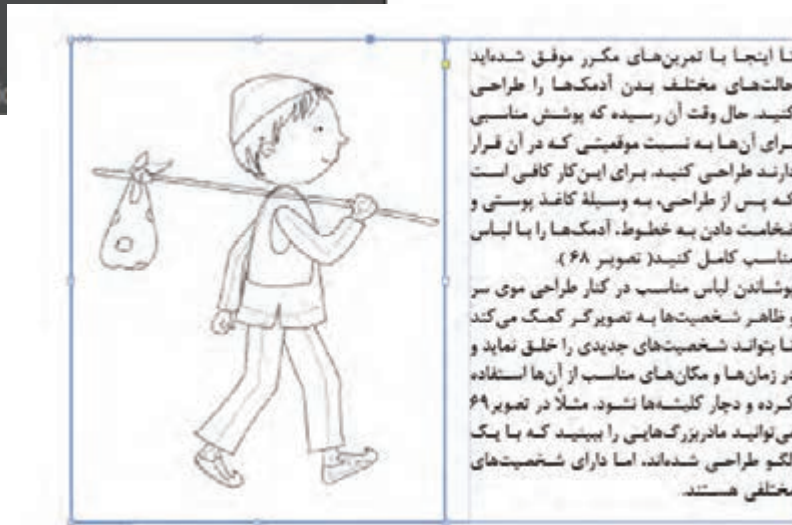 تا اینجا با تمرین‌های مکرر موفق شده‌اید
حالت‌های مختلف بدن آدمک‌ها را طراحی
کنید. حال وقت آن رسیده که پوشش مناسبی
برای آن‌ها به نسبت موقعیتی که در آن قرار
دارند طراحی کنید. برای این‌کار کافی است
که پس از طراحی، به وسیلهٔ کاغذ پوستی و
ضخامت دادن به خطوط، آدمک‌ها را با لباس
مناسب کامل کنید( تصویر ۶۸ ).
پوشاندن لباس مناسب در کنار طراحی موی سر
و ظاهر شخصیت‌ها به تصویرگر کمک می‌کند
تا بتواند شخصیت‌های جدیدی را خلق نماید و
در زمان‌ها و مکان‌های مناسب از آن‌ها استفاده
کرده و دچار کلیشه‌ها نشود. مثلاً در تصویر۶۹
می‌توانید مادربزرگ‌هایی را ببینید که با یک
الگو طراحی شده‌اند، اما دارای شخصیت‌های
مختلفی هستند.